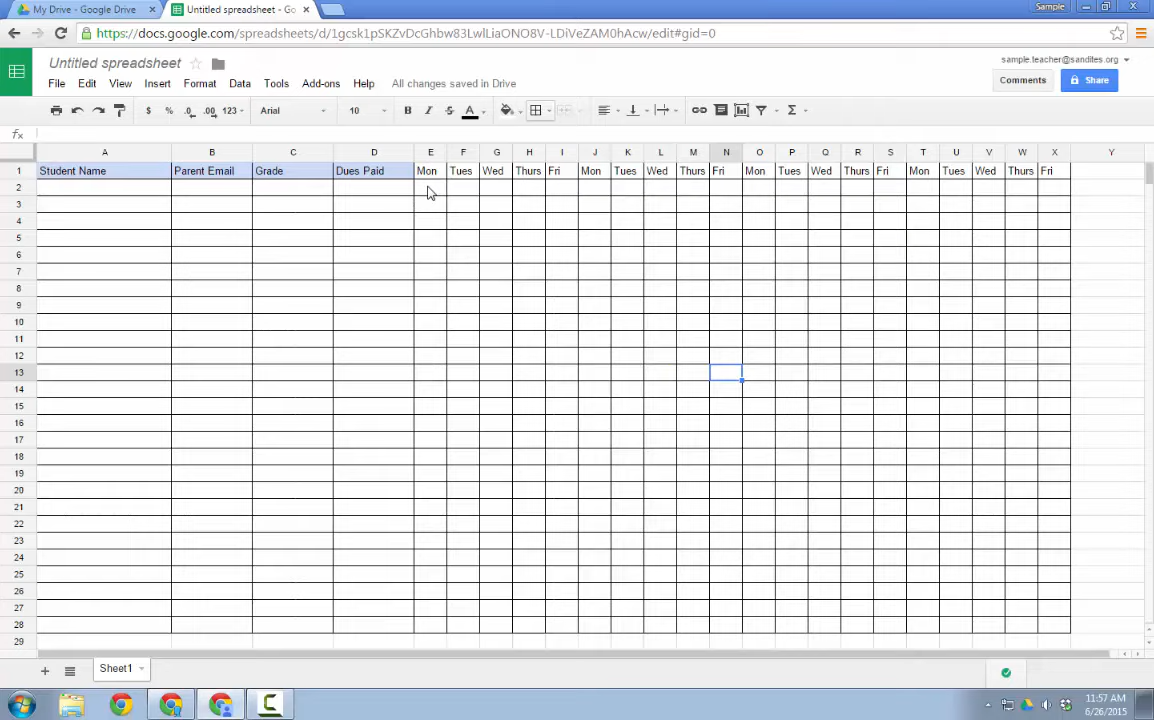 My Drive - Google Drive
Untitled spreadsheet - Go
Sample
https://docs.google.com/spreadsheets/d/1gcsk1pSKZvDcGhbw83LwlLiaONO8V-LDiVeZAM0hAcw/edit#gid=0
Untitled spreadsheet
sample.teacher@sandites.org
File Edit View Insert Format Data Tools Add-ons Help All changes saved in Drive
Comments Share
$ % .0 .00 123 Arial 10 B I S A Σ
fx
A B C D E F G H I J K L M N O P Q R S T U V W X Y
1 Student Name Parent Email Grade Dues Paid Mon Tues Wed Thurs Fri Mon Tues Wed Thurs Fri Mon Tues Wed Thurs Fri Mon Tues Wed Thurs Fri
2
3
4
5
6
7
8
9
10
11
12
13
14
15
16
17
18
19
20
21
22
23
24
25
26
27
28
29
+ Sheet1
11:57 AM
6/26/2015